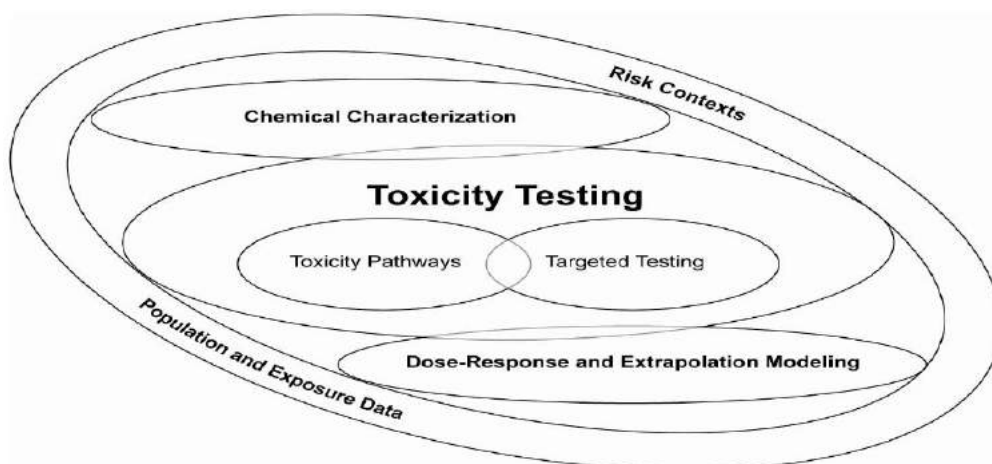 Risk Contexts
Chemical Characterization
Toxicity Testing
Toxicity Pathways
Targeted Testing
Population and Exposure Data
Dose-Response and Extrapolation Modeling